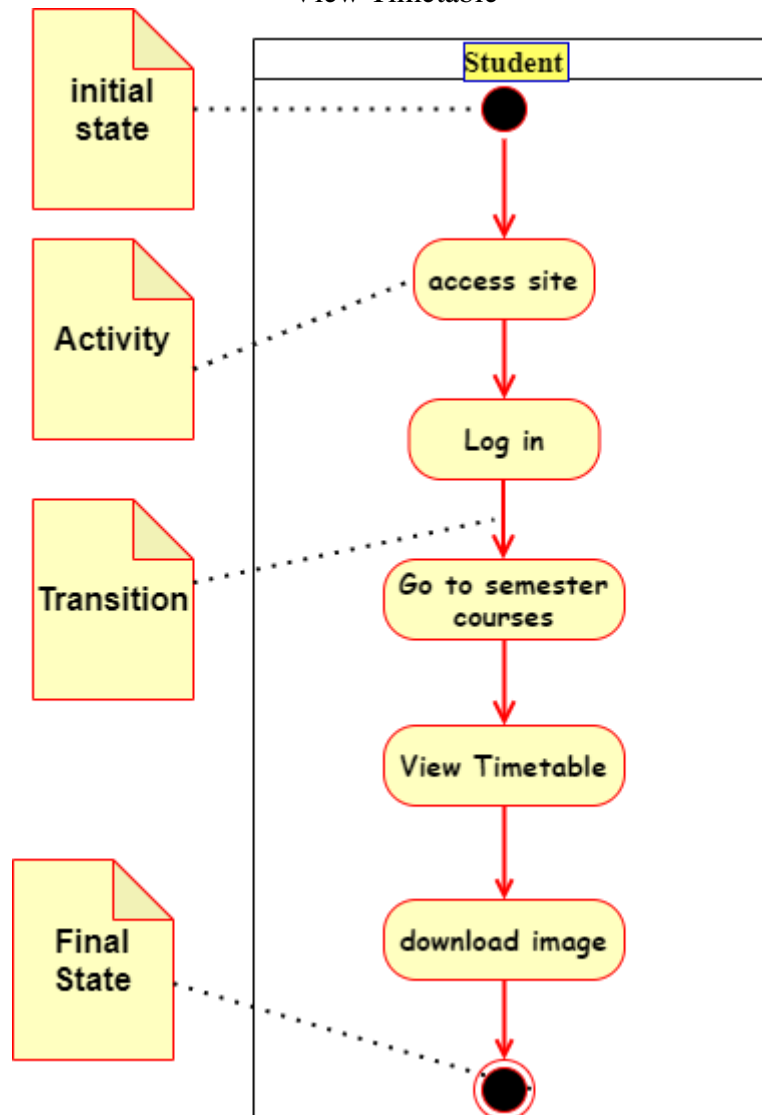 View Timetable
Student
initial
state
access site
Activity
Log in
Transition
Go to semester
courses
View Timetable
download image
Final
State